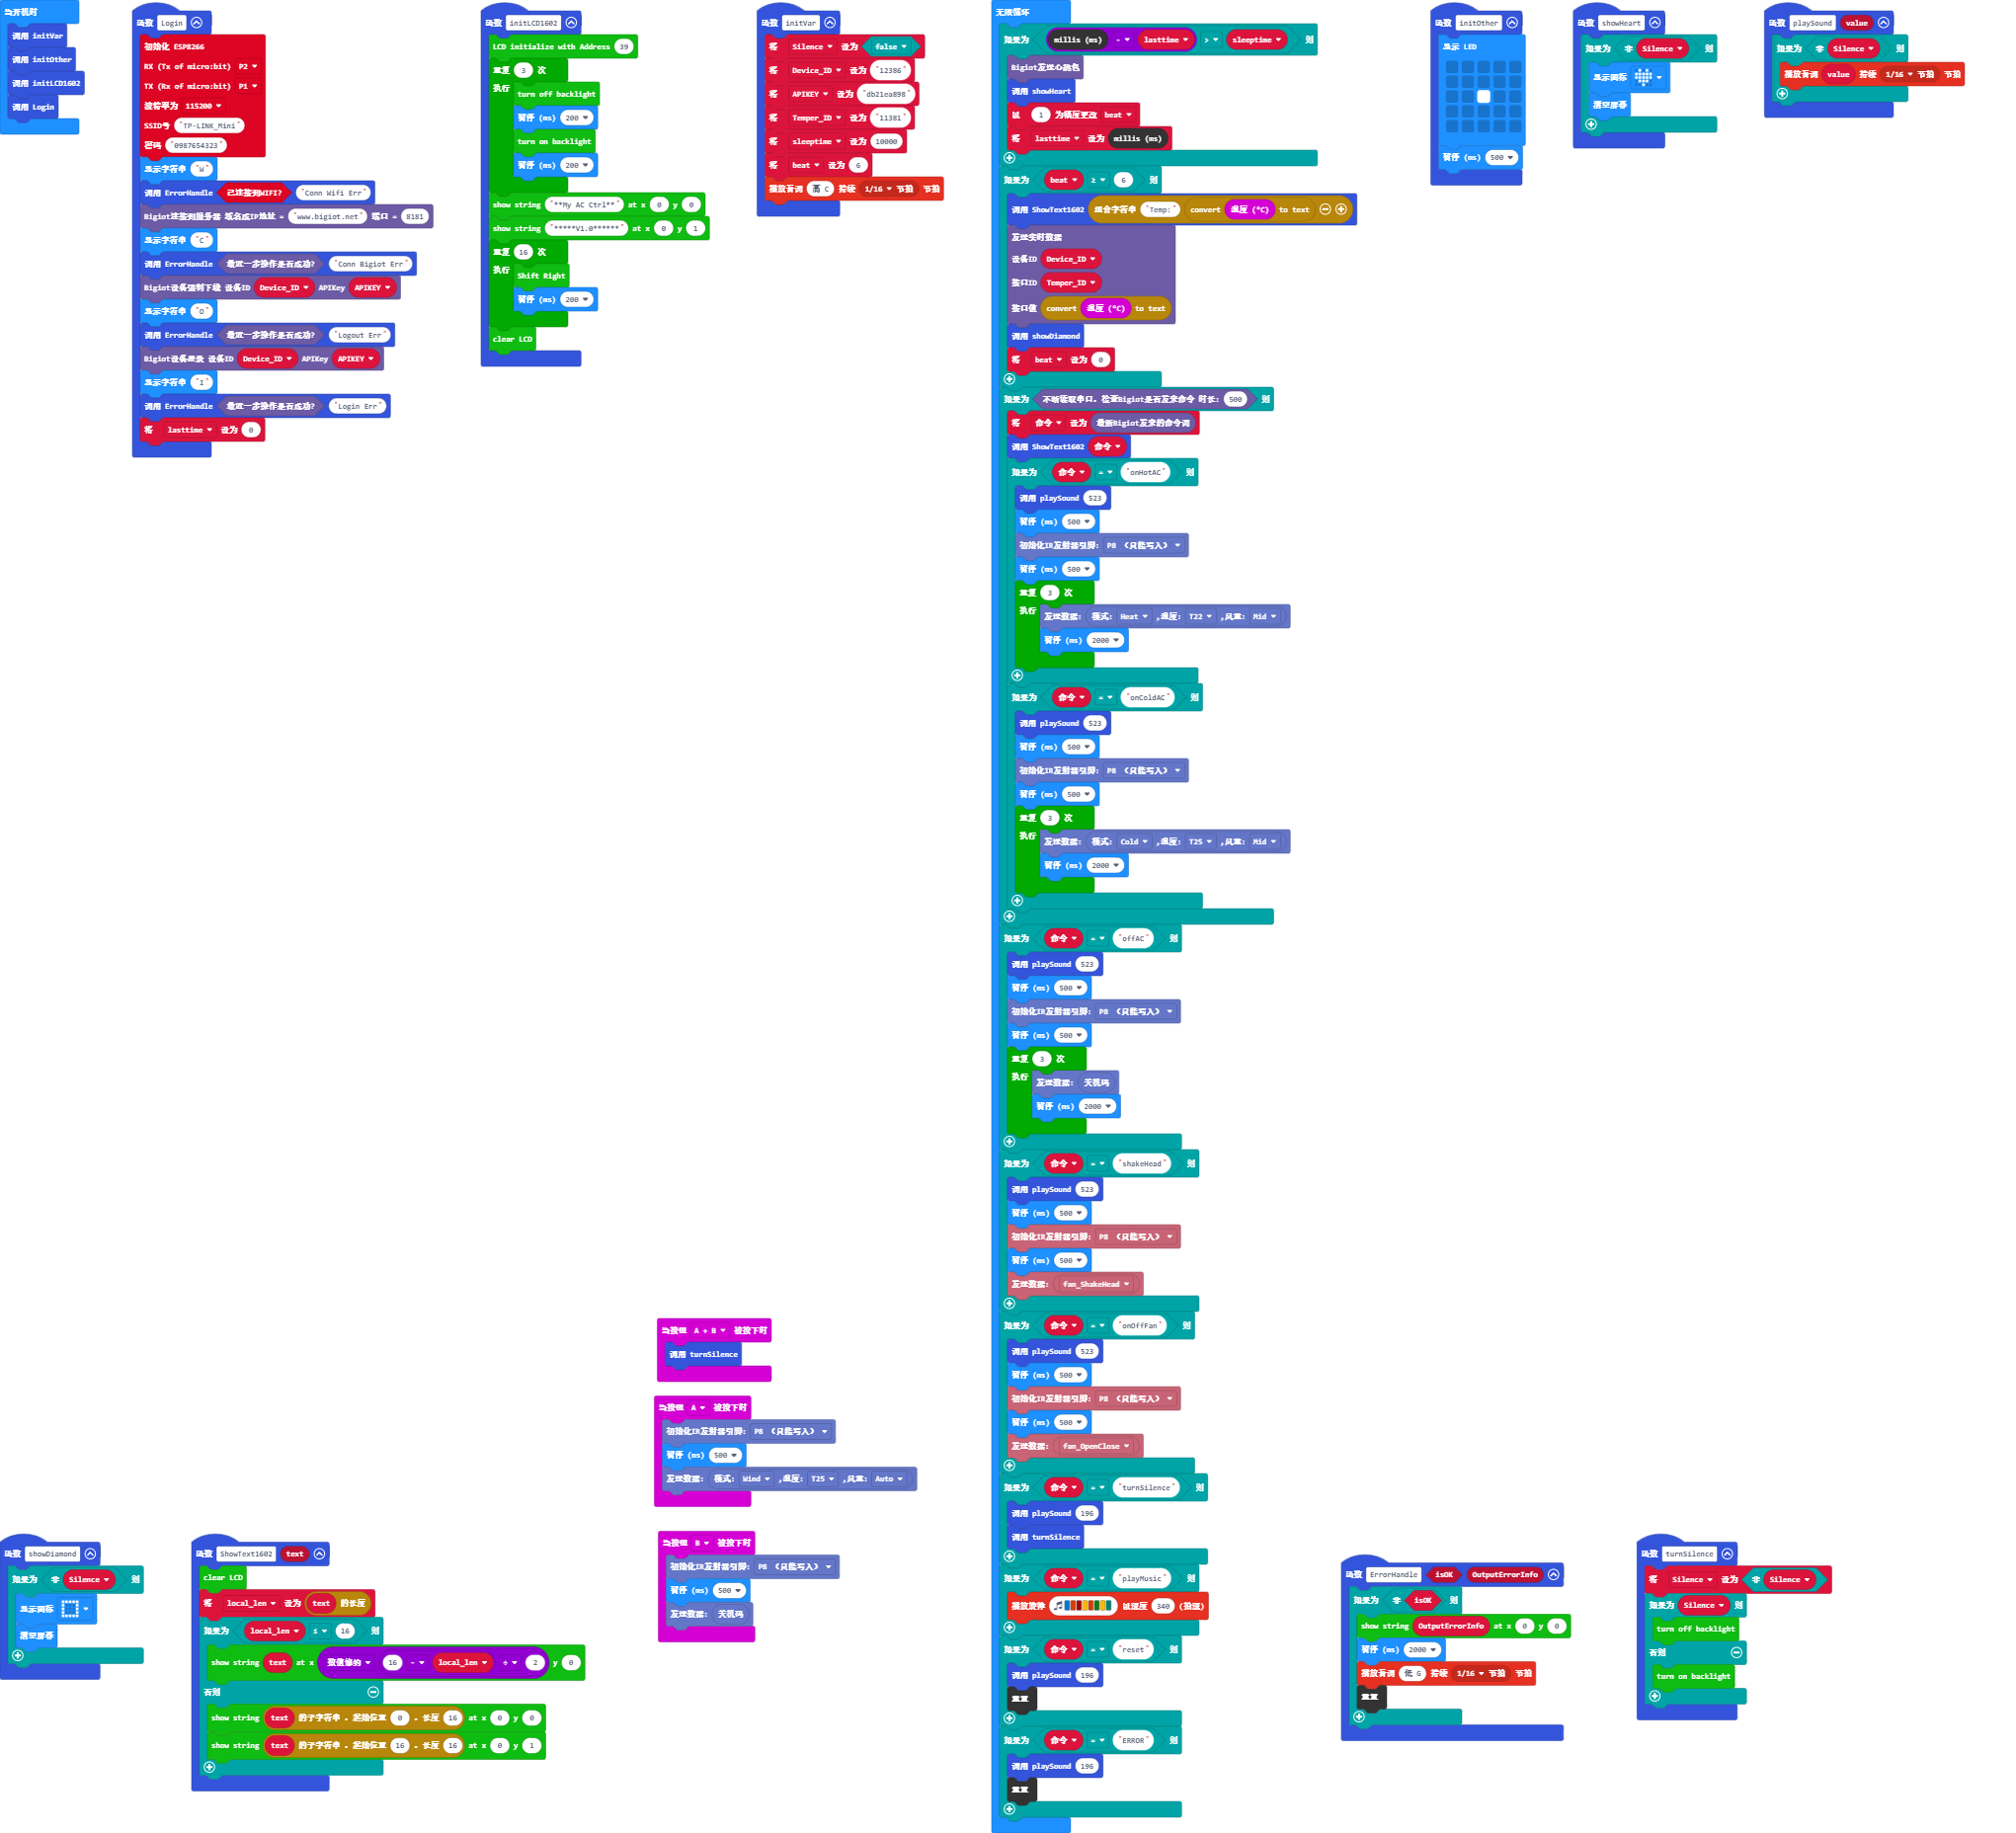 当开机时
调用 initVar
调用 initOther
调用 initLCD1602
调用 Login
函数 Login
初始化 ESP8266
RX (Tx of micro:bit) P2
TX (Rx of micro:bit) P1
波特率为 115200
SSID号 "TP-LINK_Mini"
密码 "0987654323"
显示字符串 "W"
调用 ErrorHandle 已连接到WIFI? "Conn Wifi Err"
Bigiot连接到服务器 域名或IP地址 = "www.bigiot.net" 端口 = 8181
显示字符串 "C"
调用 ErrorHandle 最近一步操作是否成功? "Conn Bigiot Err"
Bigiot设备强制下线 设备ID Device_ID APIKey APIKEY
显示字符串 "O"
调用 ErrorHandle 最近一步操作是否成功? "Logout Err"
Bigiot设备登录 设备ID Device_ID APIKey APIKEY
显示字符串 "I"
调用 ErrorHandle 最近一步操作是否成功? "Login Err"
将 lasttime 设为 0
函数 initLCD1602
LCD initialize with Address 39
重复 3 次
执行
turn off backlight
暂停 (ms) 200
turn on backlight
暂停 (ms) 200
show string "**My AC Ctrl**" at x 0 y 0
show string "*****V1.0******" at x 0 y 1
重复 16 次
执行
Shift Right
暂停 (ms) 200
clear LCD
函数 initVar
将 Silence 设为 false
将 Device_ID 设为 "12386"
将 APIKEY 设为 "db21ea898"
将 Temper_ID 设为 "11381"
将 sleeptime 设为 10000
将 beat 设为 6
播放音调 高 C 持续 1/16 节拍 节拍
无限循环
如果为 millis (ms) - lasttime > sleeptime 则
Bigiot发送心跳包
调用 showHeart
以 1 为幅度更改 beat
将 lasttime 设为 millis (ms)
如果为 beat ≥ 6 则
调用 ShowText1602 组合字符串 "Temp:" convert 温度 (°C) to text
发送实时数据
设备ID Device_ID
接口ID Temper_ID
接口值 convert 温度 (°C) to text
调用 showDiamond
将 beat 设为 0
如果为 不断读取串口，检查Bigiot是否发来命令 时长: 500 则
将 命令 设为 最新Bigiot发来的命令词
调用 ShowText1602 命令
如果为 命令 = "onHotAC" 则
调用 playSound 523
暂停 (ms) 500
初始化IR发射器引脚: P8 (只能写入)
暂停 (ms) 500
重复 3 次
执行
发送数据: 模式: Heat ,温度: T22 ,风量: Mid
暂停 (ms) 2000
如果为 命令 = "onColdAC" 则
调用 playSound 523
暂停 (ms) 500
初始化IR发射器引脚: P8 (只能写入)
暂停 (ms) 500
重复 3 次
执行
发送数据: 模式: Cold ,温度: T25 ,风量: Mid
暂停 (ms) 2000
如果为 命令 = "offAC" 则
调用 playSound 523
暂停 (ms) 500
初始化IR发射器引脚: P8 (只能写入)
暂停 (ms) 500
重复 3 次
执行
发送数据: 关机码
暂停 (ms) 2000
如果为 命令 = "shakeHead" 则
调用 playSound 523
暂停 (ms) 500
初始化IR发射器引脚: P8 (只能写入)
暂停 (ms) 500
发送数据: fan_ShakeHead
如果为 命令 = "onOffFan" 则
调用 playSound 523
暂停 (ms) 500
初始化IR发射器引脚: P8 (只能写入)
暂停 (ms) 500
发送数据: fan_OpenClose
如果为 命令 = "turnSilence" 则
调用 playSound 196
调用 turnSilence
如果为 命令 = "playMusic" 则
播放旋律 以速度 340 (拍速)
如果为 命令 = "reset" 则
调用 playSound 196
重置
如果为 命令 = "ERROR" 则
调用 playSound 196
重置
函数 initOther
显示 LED
暂停 (ms) 500
函数 showHeart
如果为 非 Silence 则
显示图标
清空屏幕
函数 playSound value
如果为 非 Silence 则
播放音调 value 持续 1/16 节拍 节拍
当按钮 A + B 被按下时
调用 turnSilence
当按钮 A 被按下时
初始化IR发射器引脚: P8 (只能写入)
暂停 (ms) 500
发送数据: 模式: Wind ,温度: T25 ,风量: Auto
当按钮 B 被按下时
初始化IR发射器引脚: P8 (只能写入)
暂停 (ms) 500
发送数据: 关机码
函数 showDiamond
如果为 非 Silence 则
显示图标
清空屏幕
函数 ShowText1602 text
clear LCD
将 local_len 设为 text 的长度
如果为 local_len ≤ 16 则
show string text at x 数值修约 16 - local_len ÷ 2 y 0
否则
show string text 的子字符串，起始位置 0 ，长度 16 at x 0 y 0
show string text 的子字符串，起始位置 16 ，长度 16 at x 0 y 1
函数 ErrorHandle isOK OutputErrorInfo
如果为 非 isOK 则
show string OutputErrorInfo at x 0 y 0
暂停 (ms) 2000
播放音调 低 G 持续 1/16 节拍 节拍
重置
函数 turnSilence
将 Silence 设为 非 Silence
如果为 Silence 则
turn off backlight
否则
turn on backlight